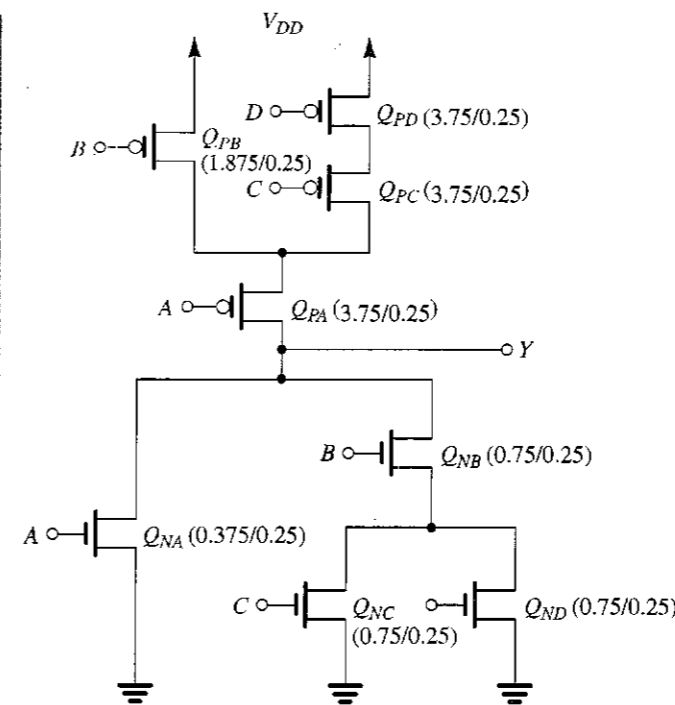 V_DD
D
Q_PD (3.75/0.25)
B
Q_PB
(1.875/0.25)
C
Q_PC (3.75/0.25)
A
Q_PA (3.75/0.25)
Y
B
Q_NB (0.75/0.25)
A
Q_NA (0.375/0.25)
C
Q_NC
(0.75/0.25)
Q_ND (0.75/0.25)